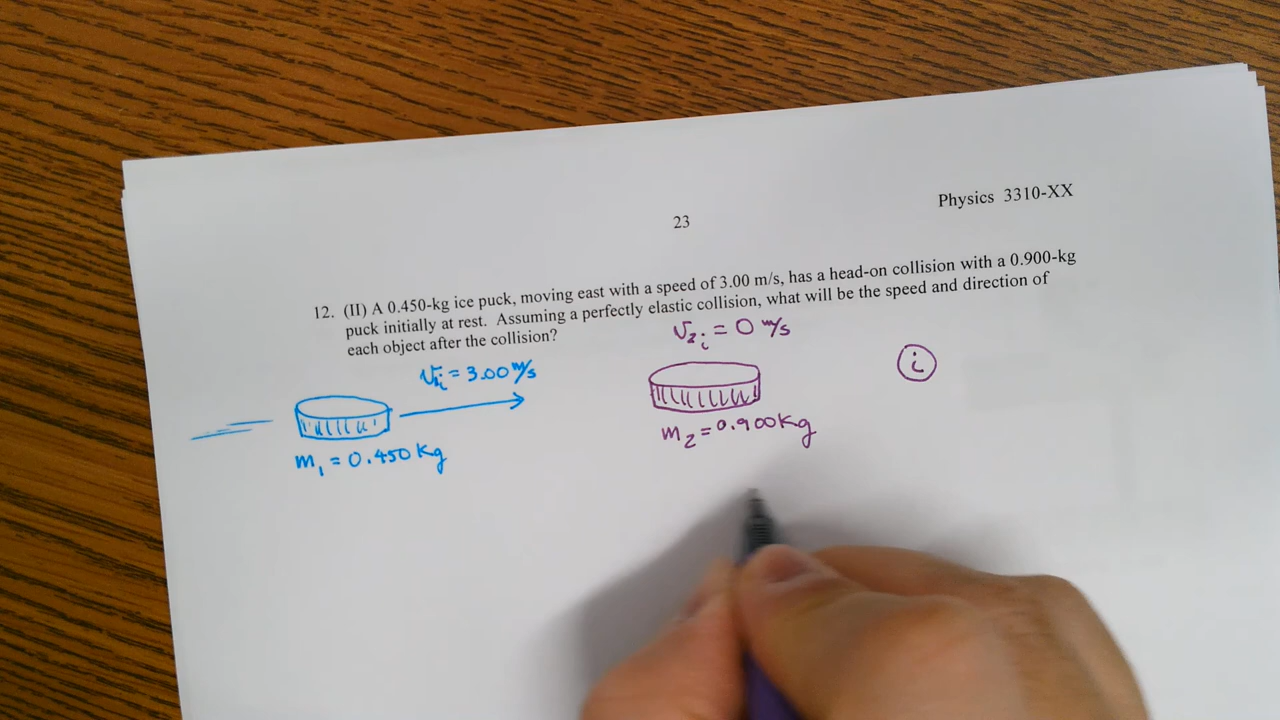 Physics 3310-XX
23
12. (II) A 0.450-kg ice puck, moving east with a speed of 3.00 m/s, has a head-on collision with a 0.900-kg
puck initially at rest. Assuming a perfectly elastic collision, what will be the speed and direction of
each object after the collision?
v₁ᵢ = 3.00 m/s
v₂ᵢ = 0 m/s
i
m₁ = 0.450 kg
m₂ = 0.900 kg